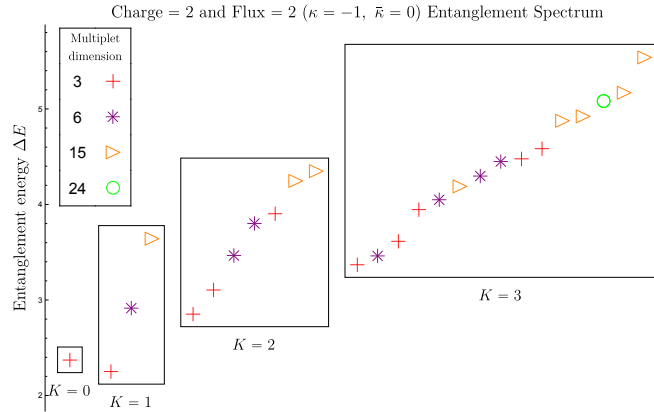 Charge = 2 and Flux = 2 (κ = −1, κ̄ = 0) Entanglement Spectrum
Multiplet
dimension
3
6
15
24
Entanglement energy ΔE
5
4
3
2
K = 0
K = 1
K = 2
K = 3